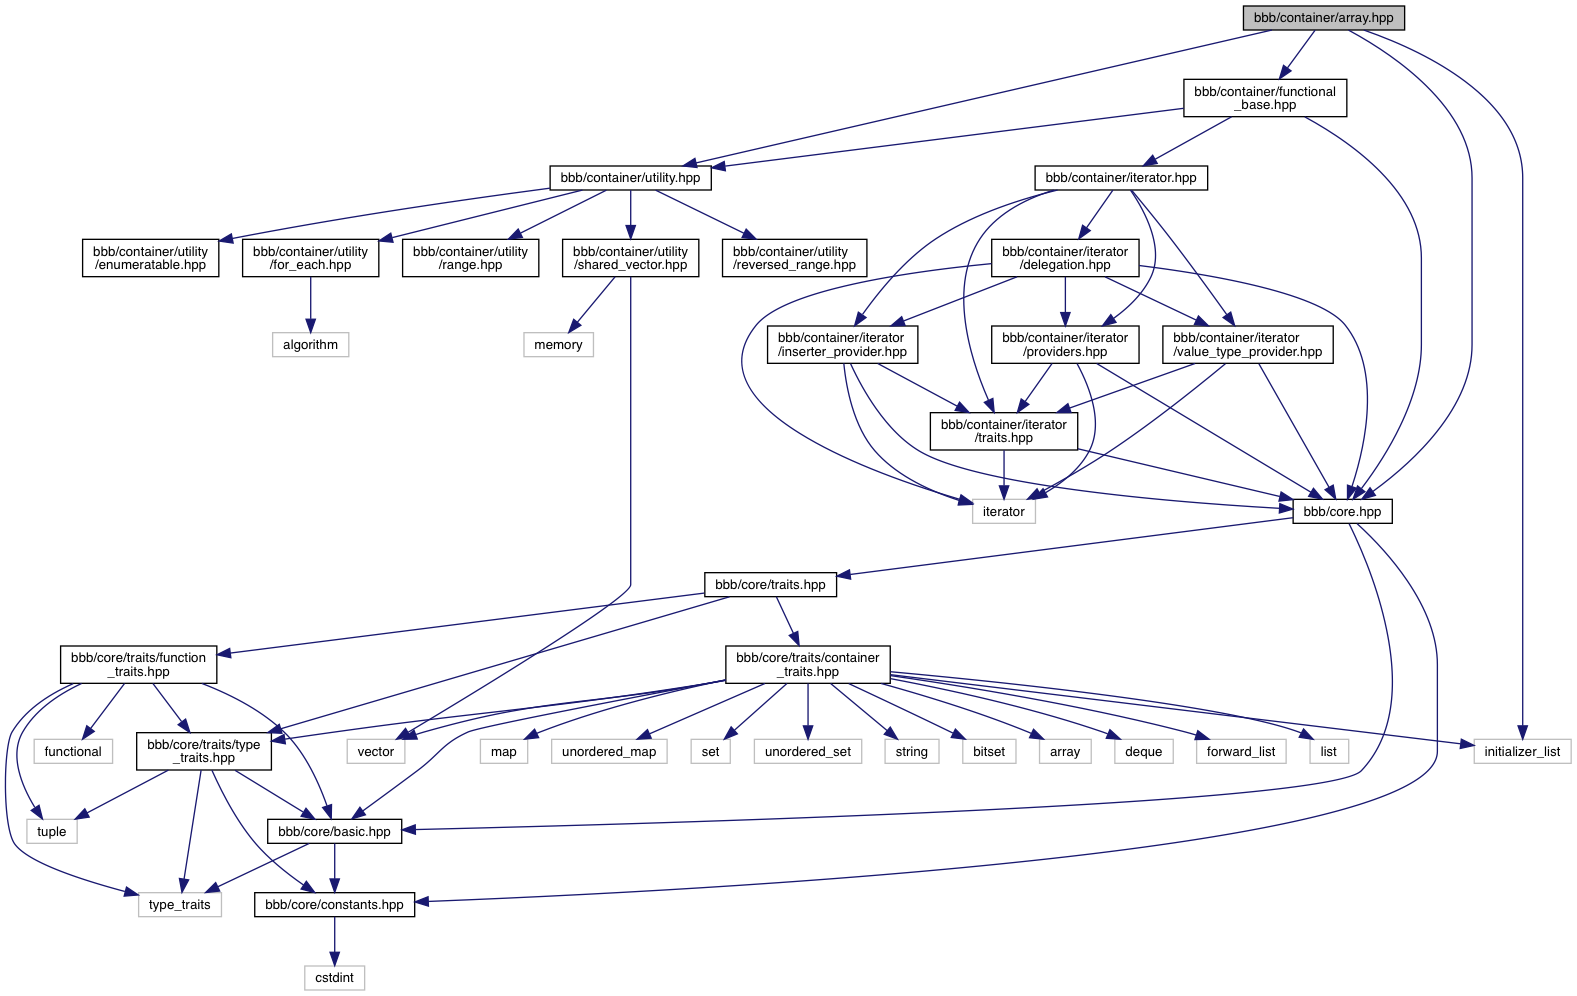 bbb/container/array.hpp
bbb/container/functional
_base.hpp
bbb/container/utility.hpp
bbb/container/iterator.hpp
bbb/container/utility
/enumeratable.hpp
bbb/container/utility
/for_each.hpp
bbb/container/utility
/range.hpp
bbb/container/utility
/shared_vector.hpp
bbb/container/utility
/reversed_range.hpp
bbb/container/iterator
/delegation.hpp
algorithm
memory
bbb/container/iterator
/inserter_provider.hpp
bbb/container/iterator
/providers.hpp
bbb/container/iterator
/value_type_provider.hpp
bbb/container/iterator
/traits.hpp
iterator
bbb/core.hpp
bbb/core/traits.hpp
bbb/core/traits/function
_traits.hpp
bbb/core/traits/container
_traits.hpp
functional
bbb/core/traits/type
_traits.hpp
vector
map
unordered_map
set
unordered_set
string
bitset
array
deque
forward_list
list
initializer_list
tuple
bbb/core/basic.hpp
type_traits
bbb/core/constants.hpp
cstdint